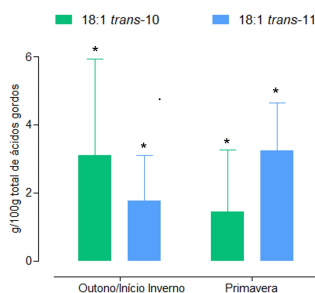 18:1 trans-10 18:1 trans-11
g/100g total de ácidos gordos
6
4
2
0
* * * *
Outono/Início Inverno Primavera